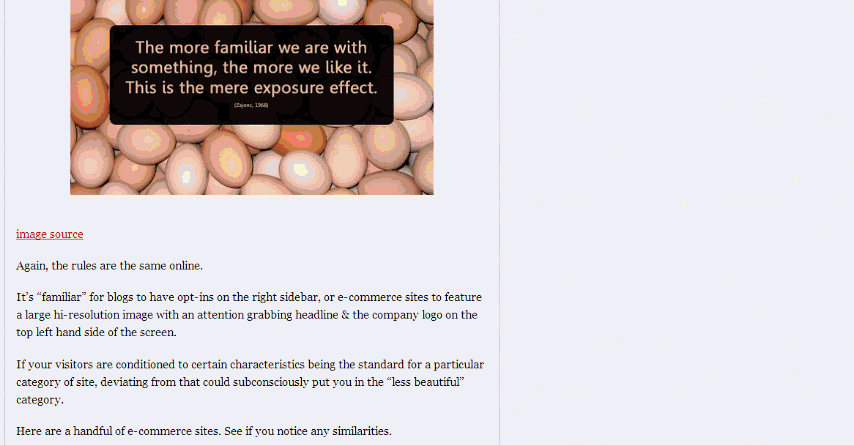 The more familiar we are with
something, the more we like it.
This is the mere exposure effect.
(Zajonc, 1968)
image source
Again, the rules are the same online.
It's “familiar” for blogs to have opt-ins on the right sidebar, or e-commerce sites to feature
a large hi-resolution image with an attention grabbing headline & the company logo on the
top left hand side of the screen.
If your visitors are conditioned to certain characteristics being the standard for a particular
category of site, deviating from that could subconsciously put you in the “less beautiful”
category.
Here are a handful of e-commerce sites. See if you notice any similarities.